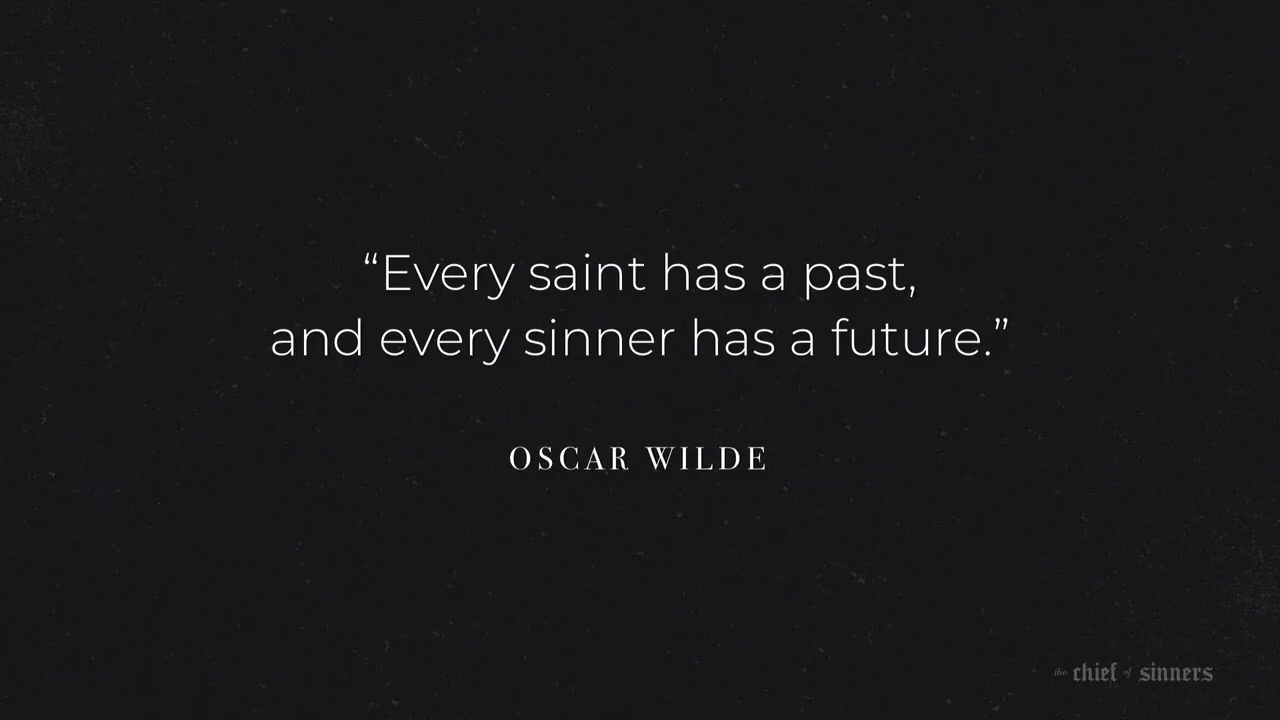 “Every saint has a past,
and every sinner has a future.”
OSCAR WILDE
the chief of sinners